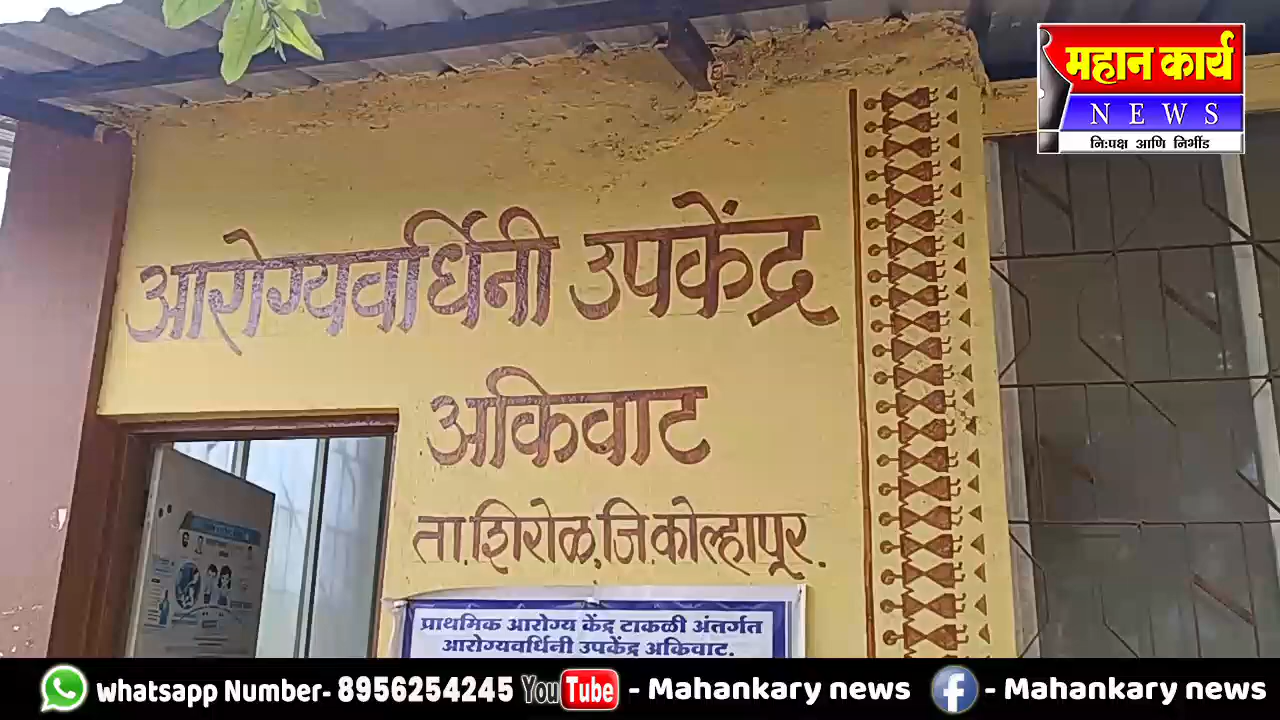 महान कार्य
NEWS
निःपक्ष आणि निर्भीड
आरोग्यवर्धिनी उपकेंद्र
अकिवाट
ता.शिरोळ,जि.कोल्हापूर.
प्राथमिक आरोग्य केंद्र टाकळी अंतर्गत
आरोग्यवर्धिनी उपकेंद्र अकिवाट.
Whatsapp Number- 8956254245 YouTube - Mahankary news - Mahankary news